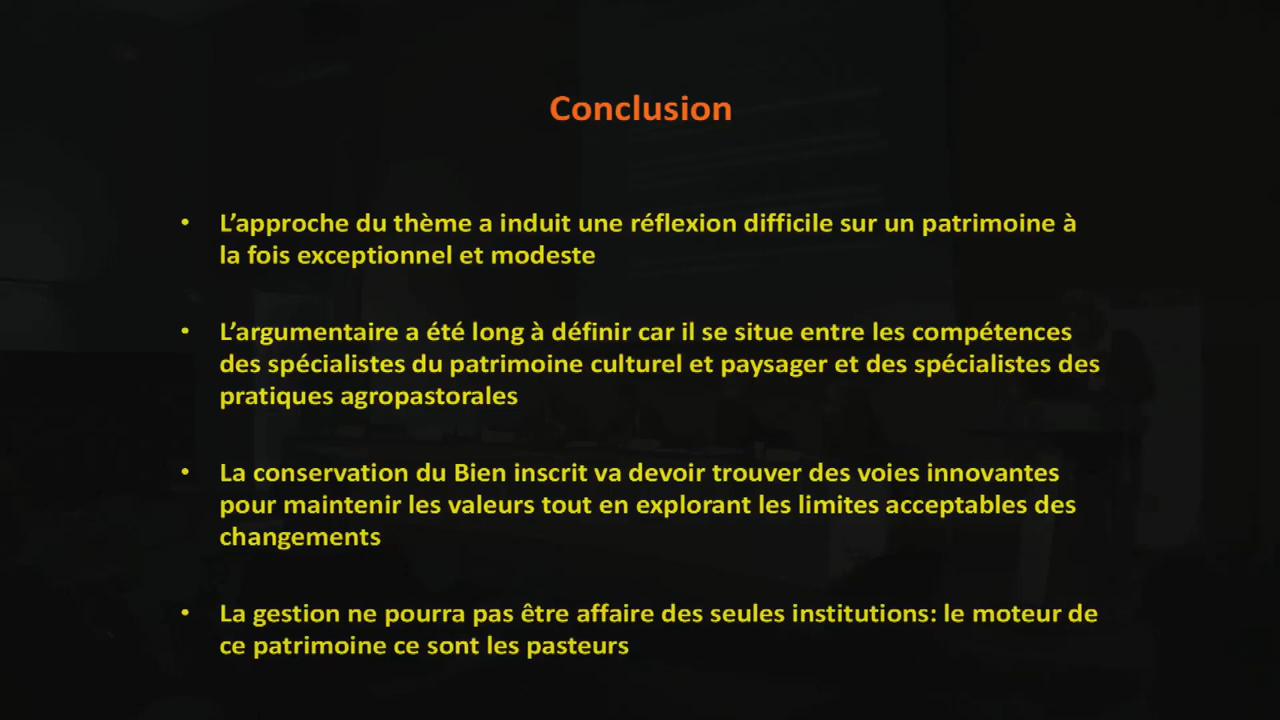 Conclusion
• L’approche du thème a induit une réflexion difficile sur un patrimoine à
la fois exceptionnel et modeste
• L’argumentaire a été long à définir car il se situe entre les compétences
des spécialistes du patrimoine culturel et paysager et des spécialistes des
pratiques agropastorales
• La conservation du Bien inscrit va devoir trouver des voies innovantes
pour maintenir les valeurs tout en explorant les limites acceptables des
changements
• La gestion ne pourra pas être affaire des seules institutions: le moteur de
ce patrimoine ce sont les pasteurs